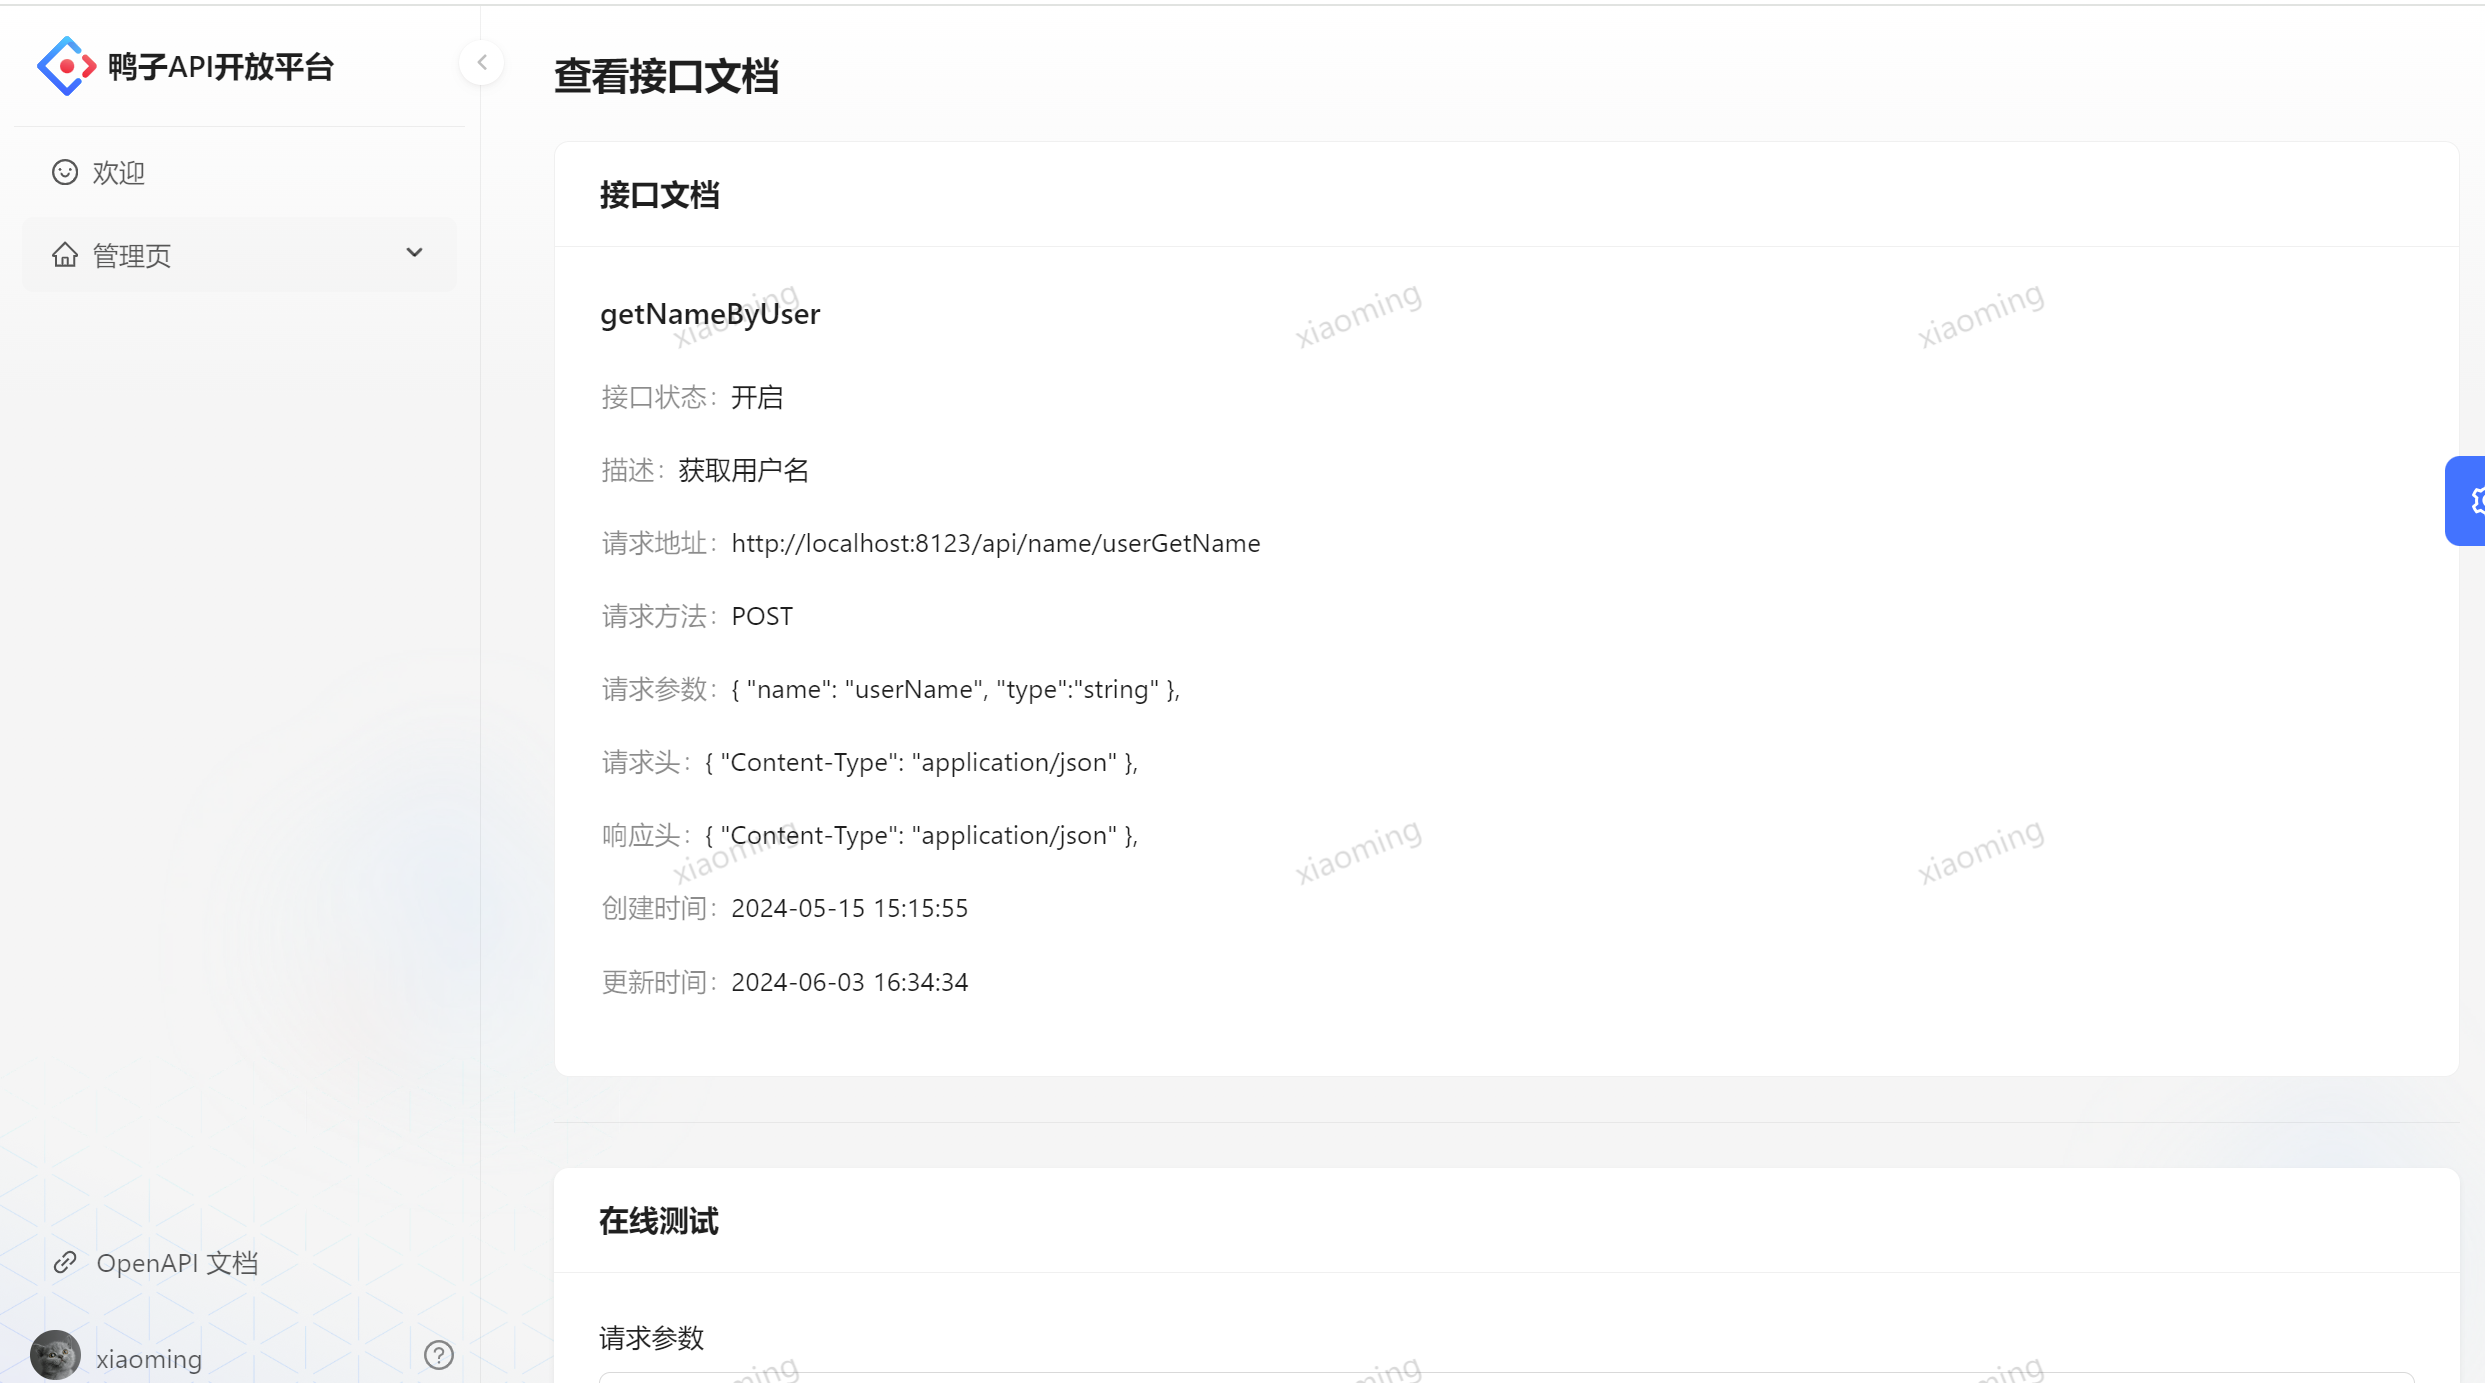 鸭子API开放平台
欢迎
管理页
OpenAPI 文档
xiaoming
查看接口文档
接口文档
getNameByUser
接口状态：开启
描述：获取用户名
请求地址：http://localhost:8123/api/name/userGetName
请求方法：POST
请求参数：{ "name": "userName", "type":"string" },
请求头：{ "Content-Type": "application/json" },
响应头：{ "Content-Type": "application/json" },
创建时间：2024-05-15 15:15:55
更新时间：2024-06-03 16:34:34
xiaoming
xiaoming
xiaoming
xiaoming
xiaoming
xiaoming
在线测试
请求参数